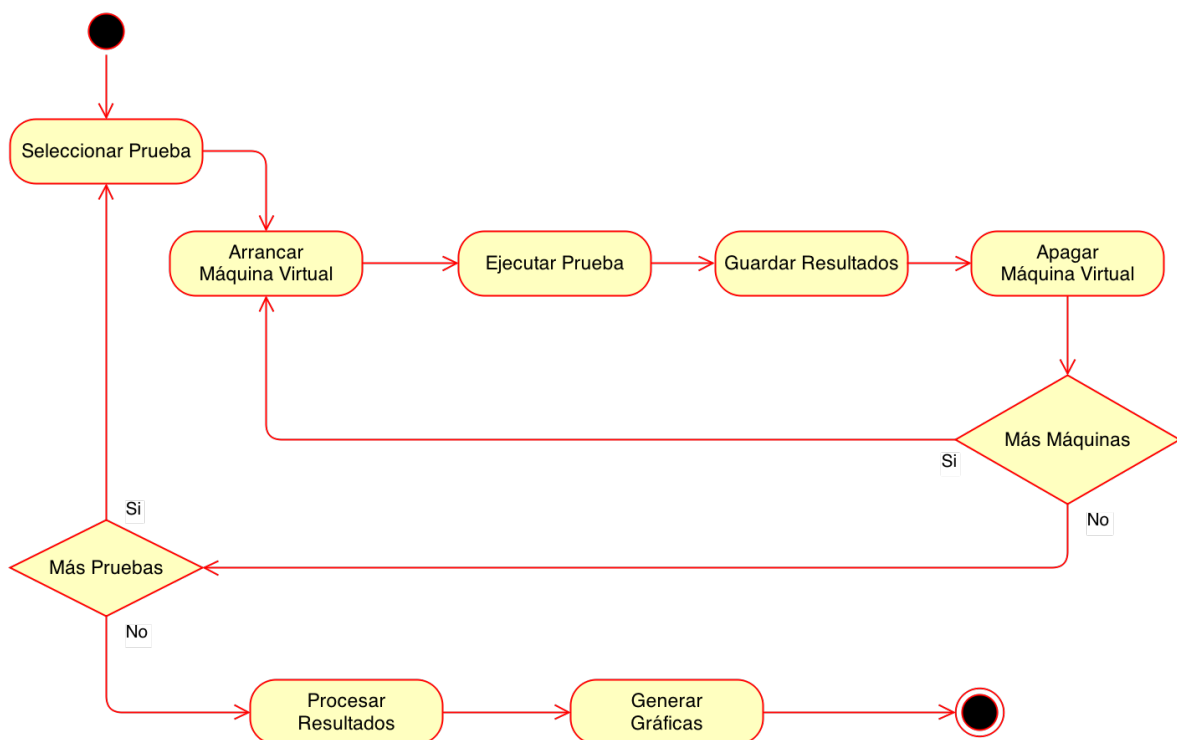 Seleccionar Prueba
Arrancar
Máquina Virtual
Ejecutar Prueba
Guardar Resultados
Apagar
Máquina Virtual
Más Máquinas
Si
No
Más Pruebas
Si
No
Procesar
Resultados
Generar
Gráficas